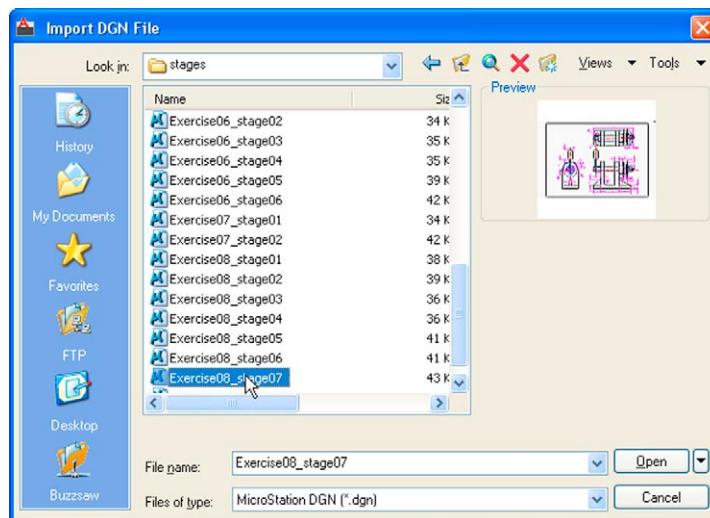 Import DGN File
Look in: stages Views Tools
History
My Documents
Favorites
FTP
Desktop
Buzzsaw
Name Siz
Exercise06_stage02 34 K
Exercise06_stage03 35 K
Exercise06_stage04 35 K
Exercise06_stage05 39 K
Exercise06_stage06 42 K
Exercise07_stage01 34 K
Exercise07_stage02 42 K
Exercise08_stage01 38 K
Exercise08_stage02 39 K
Exercise08_stage03 36 K
Exercise08_stage04 36 K
Exercise08_stage05 41 K
Exercise08_stage06 41 K
Exercise08_stage07 43 K
Preview
File name: Exercise08_stage07 Open
Files of type: MicroStation DGN (*.dgn) Cancel